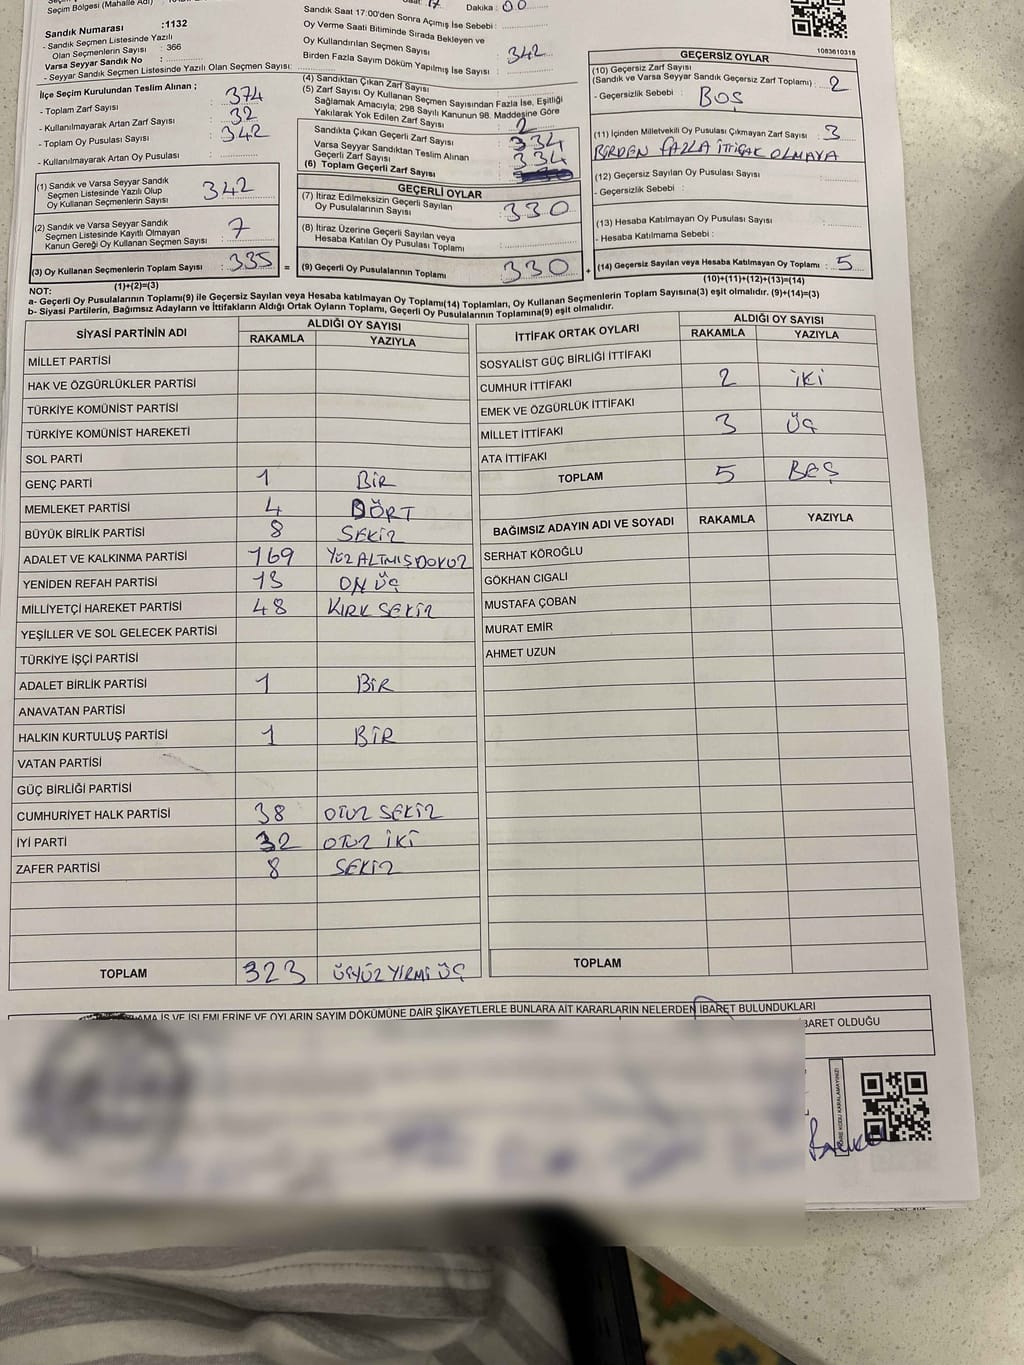 Seçim Bölgesi (Mahalle Adı)
Dakika : 00
Sandık Numarası :1132
- Sandık Seçmen Listesinde Yazılı
Olan Seçmenlerin Sayısı : 366
Varsa Seyyar Sandık No :
- Seyyar Sandık Seçmen Listesinde Yazılı Olan Seçmen Sayısı:
Sandık Saat 17:00'den Sonra Açımış İse Sebebi :
Oy Verme Saati Bitiminde Sırada Bekleyen ve
Oy Kullandırılan Seçmen Sayısı
Birden Fazla Sayım Döküm Yapılmış İse Sayısı : 342
İlçe Seçim Kurulundan Teslim Alınan ;
- Toplam Zarf Sayısı : 374
- Kullanılmayarak Artan Zarf Sayısı : 32
- Toplam Oy Pusulası Sayısı : 342
- Kullanılmayarak Artan Oy Pusulası :
(1) Sandık ve Varsa Seyyar Sandık
Seçmen Listesinde Yazılı Olup
Oy Kullanan Seçmenlerin Sayısı : 342
(2) Sandık ve Varsa Seyyar Sandık
Seçmen Listesinde Kayıtlı Olmayan
Kanun Gereği Oy Kullanan Seçmen Sayısı : 7
(3) Oy Kullanan Seçmenlerin Toplam Sayısı : 335
(1)+(2)=(3)
(4) Sandıktan Çıkan Zarf Sayısı
(5) Zarf Sayısı Oy Kullanan Seçmen Sayısından Fazla İse, Eşitliği
Sağlamak Amacıyla; 298 Sayılı Kanunun 98. Maddesine Göre
Yakılarak Yok Edilen Zarf Sayısı : 2
Sandıkta Çıkan Geçerli Zarf Sayısı : 334
Varsa Seyyar Sandıktan Teslim Alınan
Geçerli Zarf Sayısı : 334
(6) Toplam Geçerli Zarf Sayısı
GEÇERLİ OYLAR
(7) İtiraz Edilmeksizin Geçerli Sayılan
Oy Pusulalarının Sayısı : 330
(8) İtiraz Üzerine Geçerli Sayılan veya
Hesaba Katılan Oy Pusulası Toplamı
= (9) Geçerli Oy Pusulalarının Toplamı 330 +
1083610318
GEÇERSİZ OYLAR
(10) Geçersiz Zarf Sayısı
(Sandık ve Varsa Seyyar Sandık Geçersiz Zarf Toplamı) : 2
- Geçersizlik Sebebi : BOŞ
(11) İçinden Milletvekili Oy Pusulası Çıkmayan Zarf Sayısı : 3
BİRDEN FAZLA İTTİFAK OLMAYA
(12) Geçersiz Sayılan Oy Pusulası Sayısı
- Geçersizlik Sebebi :
(13) Hesaba Katılmayan Oy Pusulası Sayısı
- Hesaba Katılmama Sebebi :
(14) Geçersiz Sayılan veya Hesaba Katılmayan Oy Toplamı : 5
(10)+(11)+(12)+(13)=(14)
NOT:
a- Geçerli Oy Pusulalarının Toplamı(9) ile Geçersiz Sayılan veya Hesaba katılmayan Oy Toplamı(14) Toplamları, Oy Kullanan Seçmenlerin Toplam Sayısına(3) eşit olmalıdır. (9)+(14)=(3)
b- Siyasi Partilerin, Bağımsız Adayların ve İttifakların Aldığı Ortak Oyların Toplamı, Geçerli Oy Pusulalarının Toplamına(9) eşit olmalıdır.
SİYASİ PARTİNİN ADI ALDIĞI OY SAYISI
RAKAMLA YAZIYLA
MİLLET PARTİSİ
HAK VE ÖZGÜRLÜKLER PARTİSİ
TÜRKİYE KOMÜNİST PARTİSİ
TÜRKİYE KOMÜNİST HAREKETİ
SOL PARTİ
GENÇ PARTİ 1 BİR
MEMLEKET PARTİSİ 4 DÖRT
BÜYÜK BİRLİK PARTİSİ 8 SEKİZ
ADALET VE KALKINMA PARTİSİ 169 YÜZ ALTMIŞ DOKUZ
YENİDEN REFAH PARTİSİ 13 ON ÜÇ
MİLLİYETÇİ HAREKET PARTİSİ 48 KIRK SEKİZ
YEŞİLLER VE SOL GELECEK PARTİSİ
TÜRKİYE İŞÇİ PARTİSİ
ADALET BİRLİK PARTİSİ 1 BİR
ANAVATAN PARTİSİ
HALKIN KURTULUŞ PARTİSİ 1 BİR
VATAN PARTİSİ
GÜÇ BİRLİĞİ PARTİSİ
CUMHURİYET HALK PARTİSİ 38 OTUZ SEKİZ
İYİ PARTİ 32 OTUZ İKİ
ZAFER PARTİSİ 8 SEKİZ
TOPLAM 323 ÜÇYÜZ YİRMİ ÜÇ
İTTİFAK ORTAK OYLARI ALDIĞI OY SAYISI
RAKAMLA YAZIYLA
SOSYALİST GÜÇ BİRLİĞİ İTTİFAKI
CUMHUR İTTİFAKI 2 İKİ
EMEK VE ÖZGÜRLÜK İTTİFAKI
MİLLET İTTİFAKI 3 ÜÇ
ATA İTTİFAKI
TOPLAM 5 BEŞ
BAĞIMSIZ ADAYIN ADI VE SOYADI RAKAMLA YAZIYLA
SERHAT KÖROĞLU
GÖKHAN CIGALI
MUSTAFA ÇOBAN
MURAT EMİR
AHMET UZUN
TOPLAM
AMA İŞ VE İŞLEMLERİNE VE OYLARIN SAYIM DÖKÜMÜNE DAİR ŞİKAYETLERLE BUNLARA AİT KARARLARIN NELERDEN İBARET BULUNDUKLARI
BARET OLDUĞU